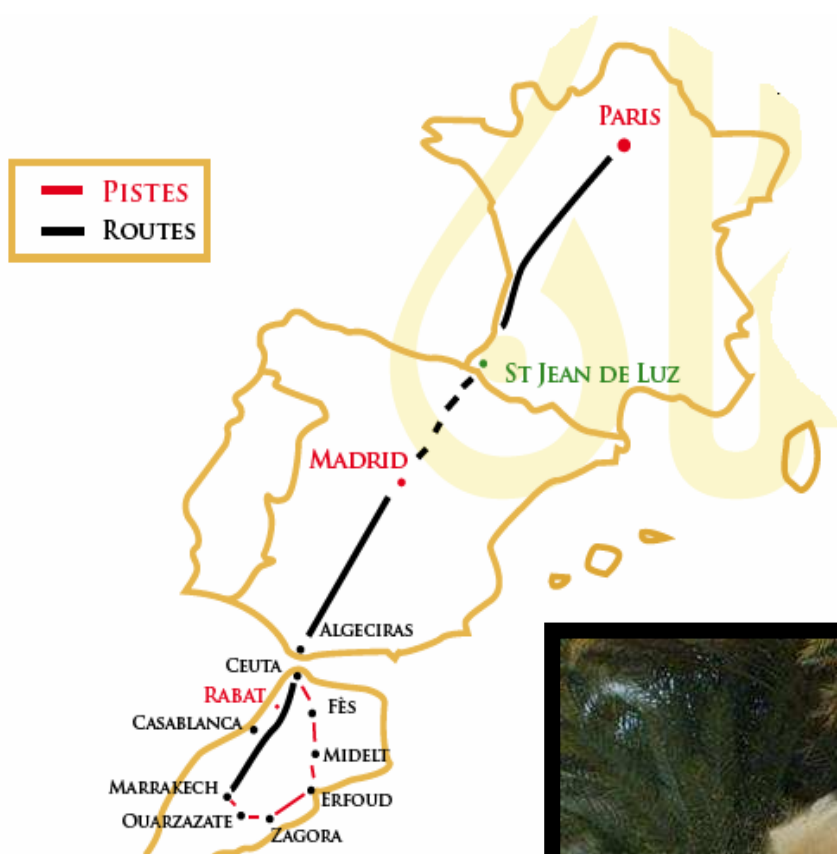 PARIS
PISTES
ROUTES
ST JEAN DE LUZ
MADRID
ALGECIRAS
CEUTA
RABAT
FÈS
CASABLANCA
MIDELT
MARRAKECH
ERFOUD
OUARZAZATE
ZAGORA